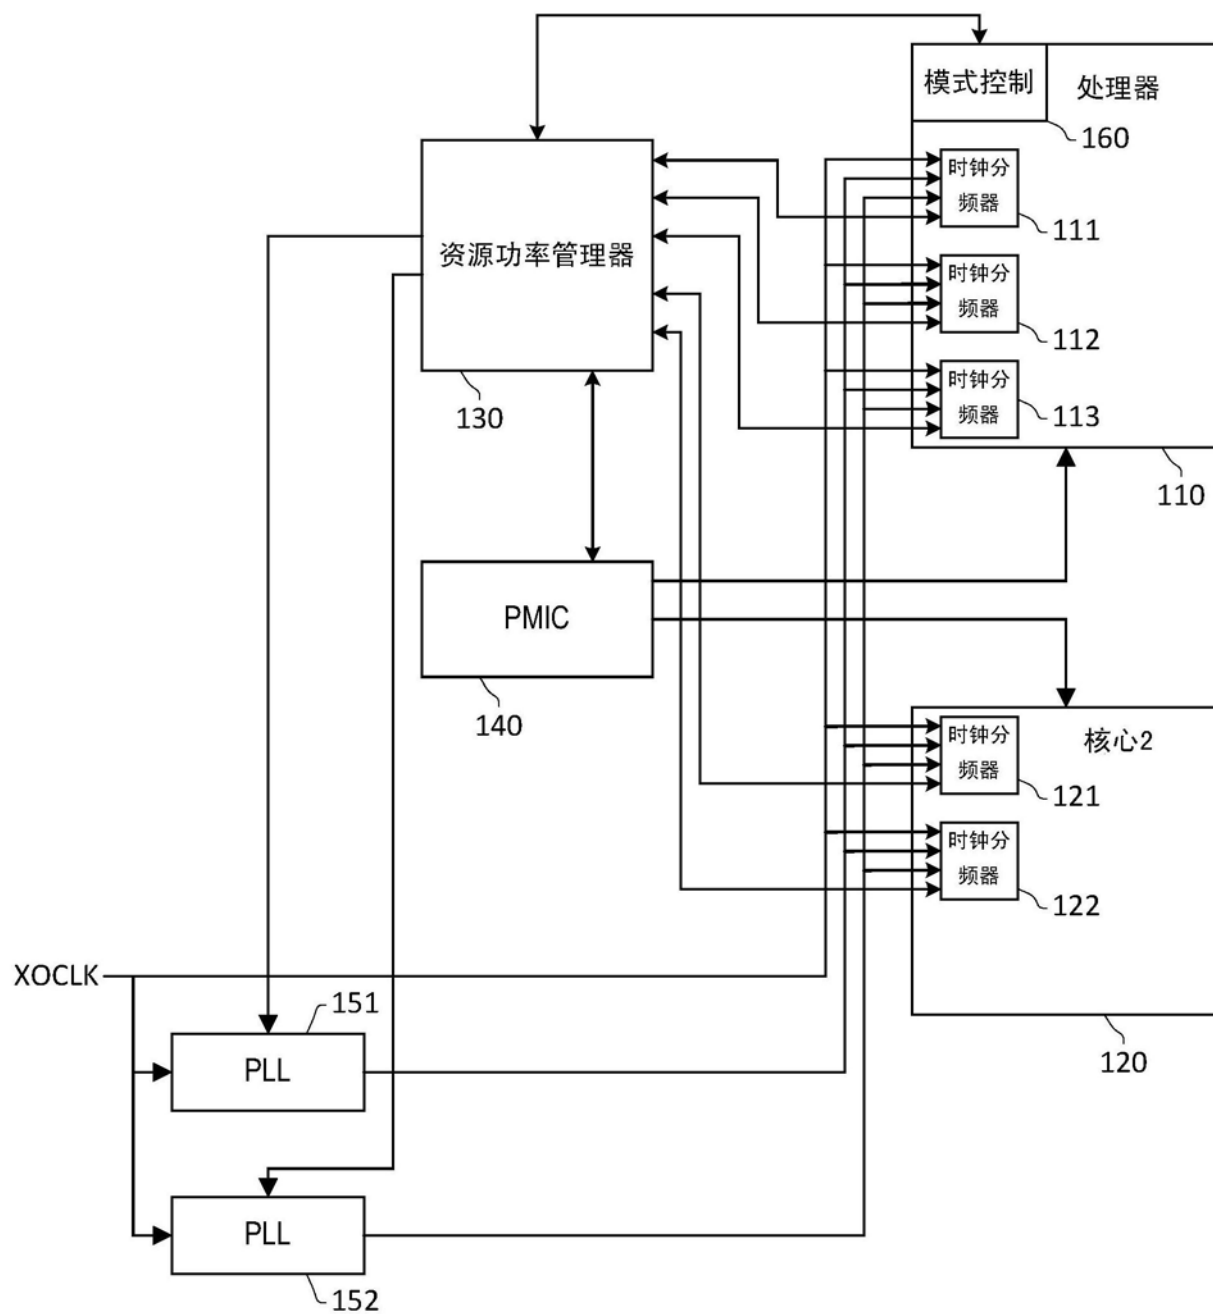 模式控制
处理器
160
时钟分
频器
111
资源功率管理器
时钟分
频器
112
时钟分
频器
113
130
110
PMIC
140
时钟分
频器
核心2
121
时钟分
频器
122
XOCLK
151
PLL
120
PLL
152